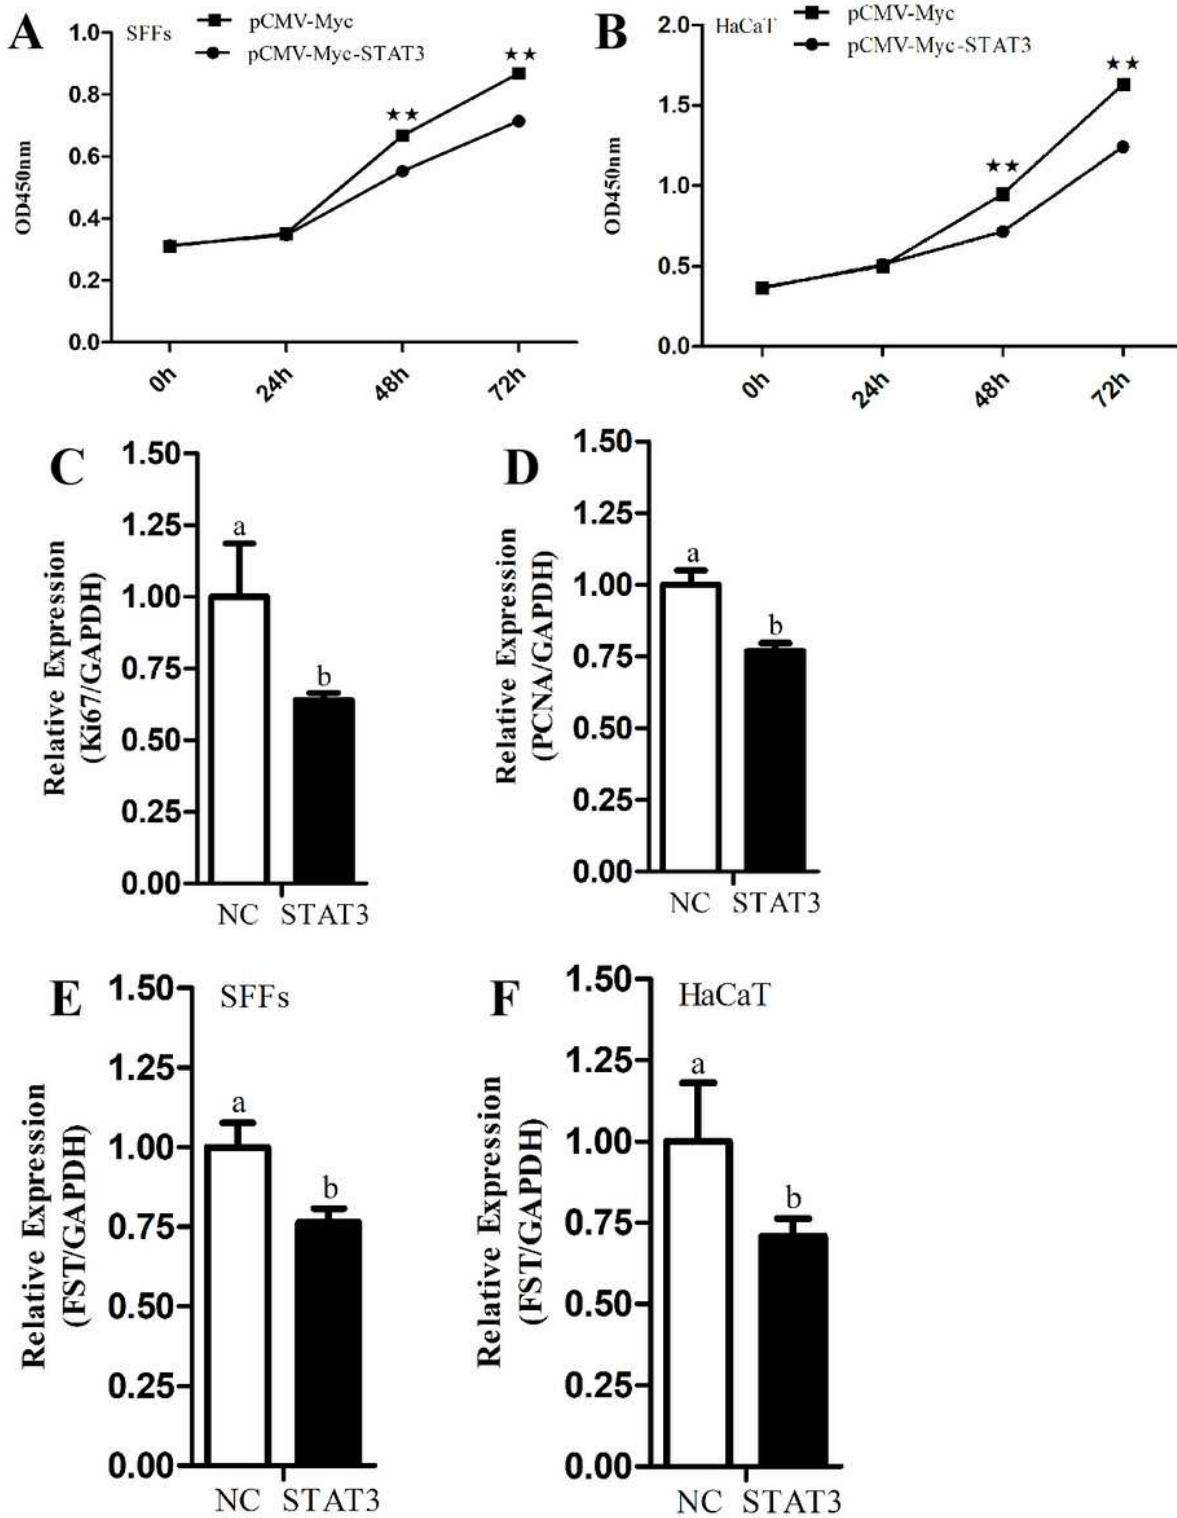 A
SFFs
pCMV-Myc
pCMV-Myc-STAT3
OD450nm
1.0
0.8
0.6
0.4
0.2
0.0
★★
★★
0h
24h
48h
72h
B
HaCaT
pCMV-Myc
pCMV-Myc-STAT3
OD450nm
2.0
1.5
1.0
0.5
0.0
★★
★★
0h
24h
48h
72h
C
Relative Expression
(Ki67/GAPDH)
1.50
1.25
1.00
0.75
0.50
0.25
0.00
a
b
NC STAT3
D
Relative Expression
(PCNA/GAPDH)
1.50
1.25
1.00
0.75
0.50
0.25
0.00
a
b
NC STAT3
E
SFFs
Relative Expression
(FST/GAPDH)
1.50
1.25
1.00
0.75
0.50
0.25
0.00
a
b
NC STAT3
F
HaCaT
Relative Expression
(FST/GAPDH)
1.50
1.25
1.00
0.75
0.50
0.25
0.00
a
b
NC STAT3